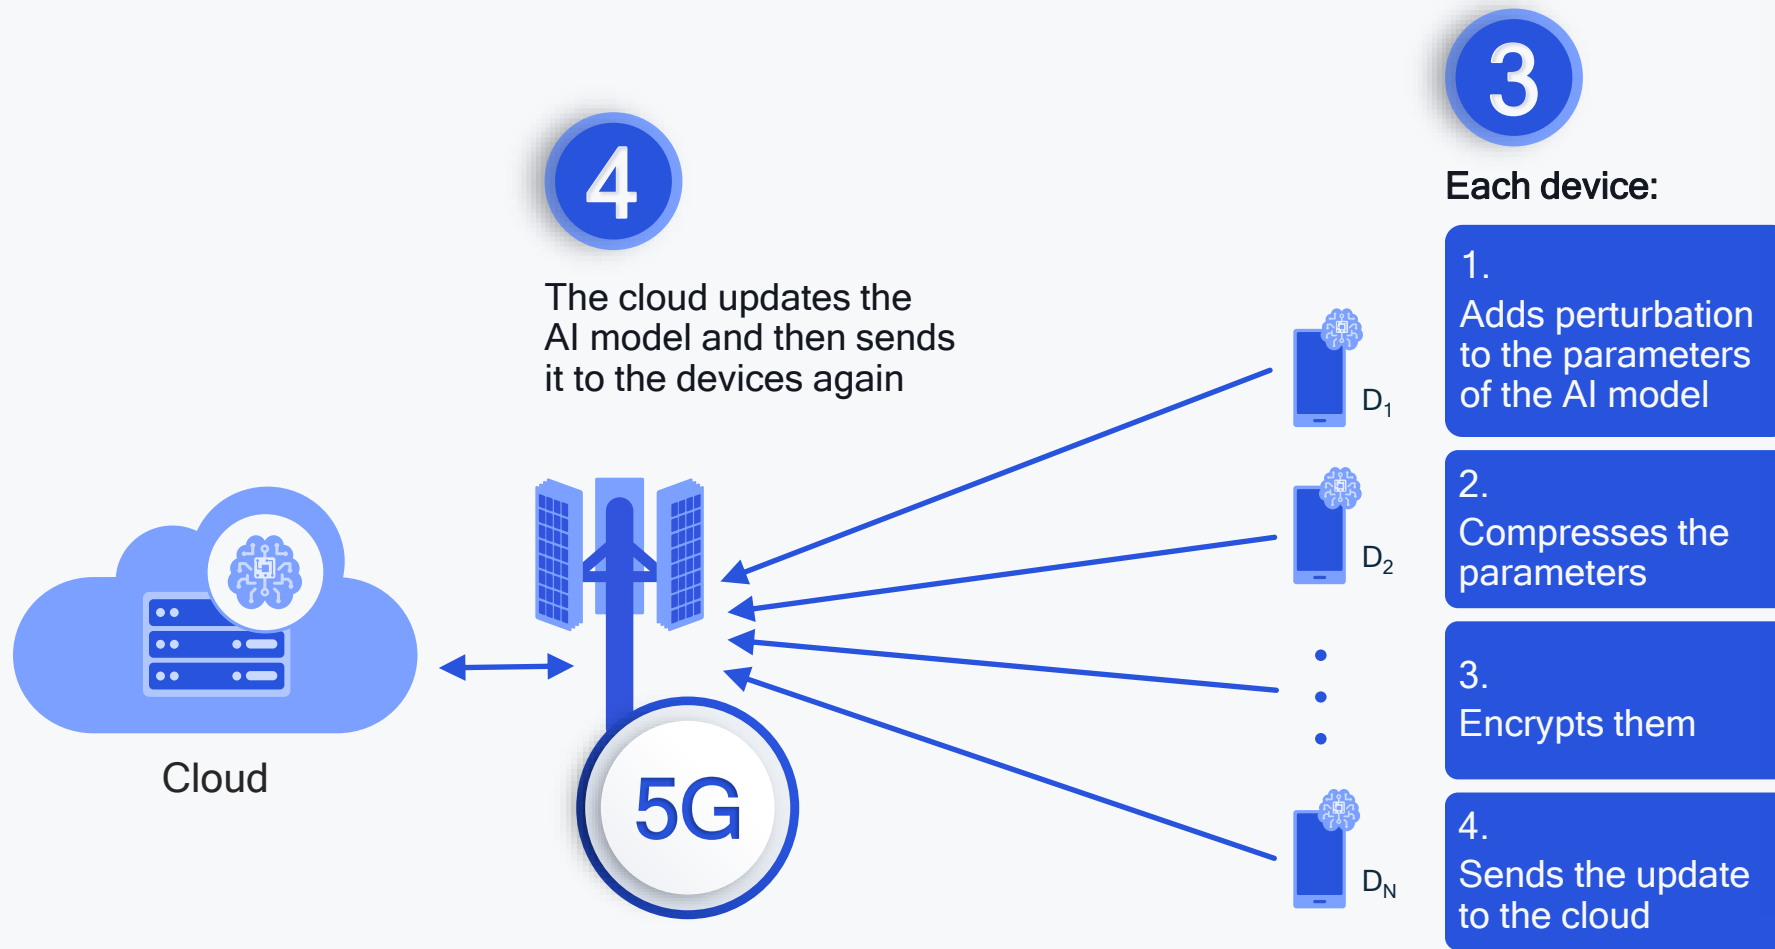 4
The cloud updates the
AI model and then sends
it to the devices again
Cloud
5G
D₁
D₂
Dₙ
3
Each device:
1.
Adds perturbation
to the parameters
of the AI model
2.
Compresses the
parameters
3.
Encrypts them
4.
Sends the update
to the cloud